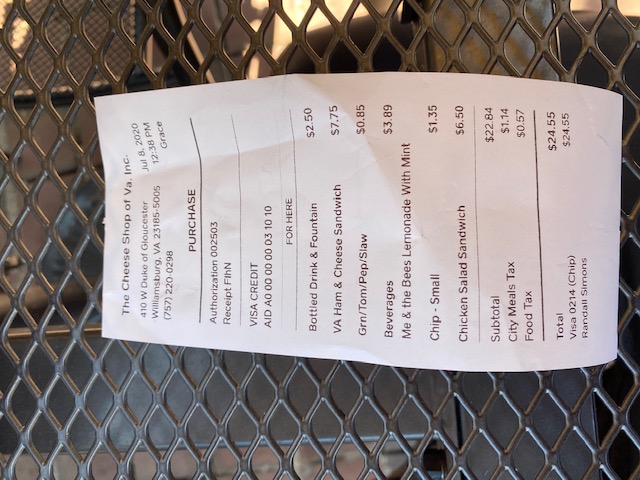 The Cheese Shop of Va. Inc.
410 W Duke of Gloucester Jul 8, 2020
Williamsburg, VA 23185-5005 12:38 PM
(757) 220-0298 Grace
PURCHASE
Authorization 002503
Receipt FIhN
VISA CREDIT
AID A0 00 00 00 03 10 10
FOR HERE
Bottled Drink & Fountain $2.50
VA Ham & Cheese Sandwich $7.75
Grn/Tom/Pep/Slaw $0.85
Beverages $3.89
Me & the Bees Lemonade With Mint
Chip - Small $1.35
Chicken Salad Sandwich $6.50
Subtotal $22.84
City Meals Tax $1.14
Food Tax $0.57
Total $24.55
Visa 0214 (Chip) $24.55
Randall Simons